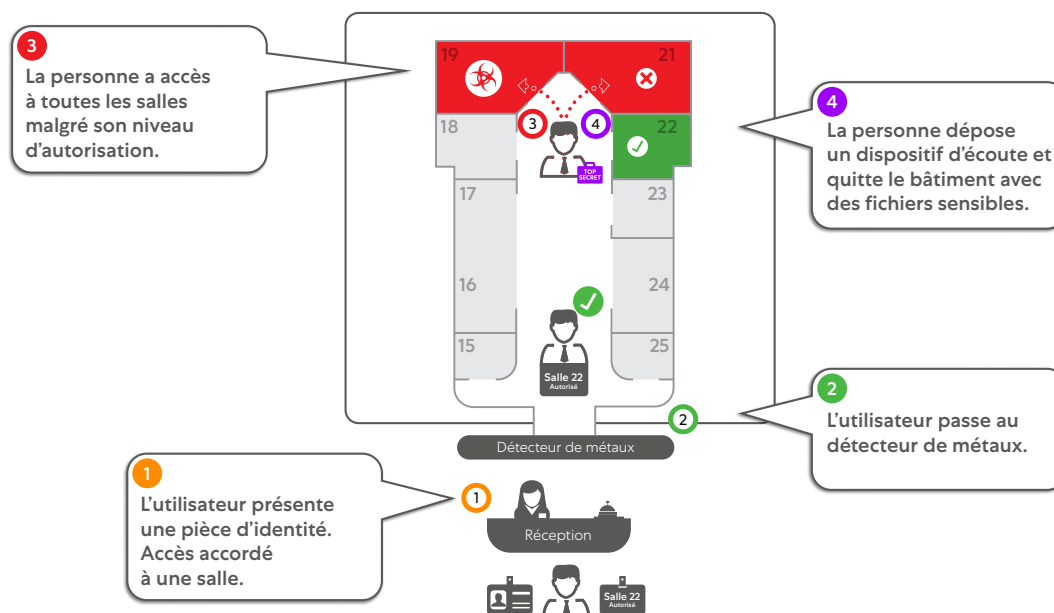 3
La personne a accès
à toutes les salles
malgré son niveau
d'autorisation.
19
21
3
4
18
22
TOP
SECRET
4
La personne dépose
un dispositif d'écoute et
quitte le bâtiment avec
des fichiers sensibles.
17
23
16
24
15
25
Salle 22
Autorisé
2
2
L'utilisateur passe au
détecteur de métaux.
Détecteur de métaux
1
L'utilisateur présente
une pièce d'identité.
Accès accordé
à une salle.
1
Réception
Salle 22
Autorisé